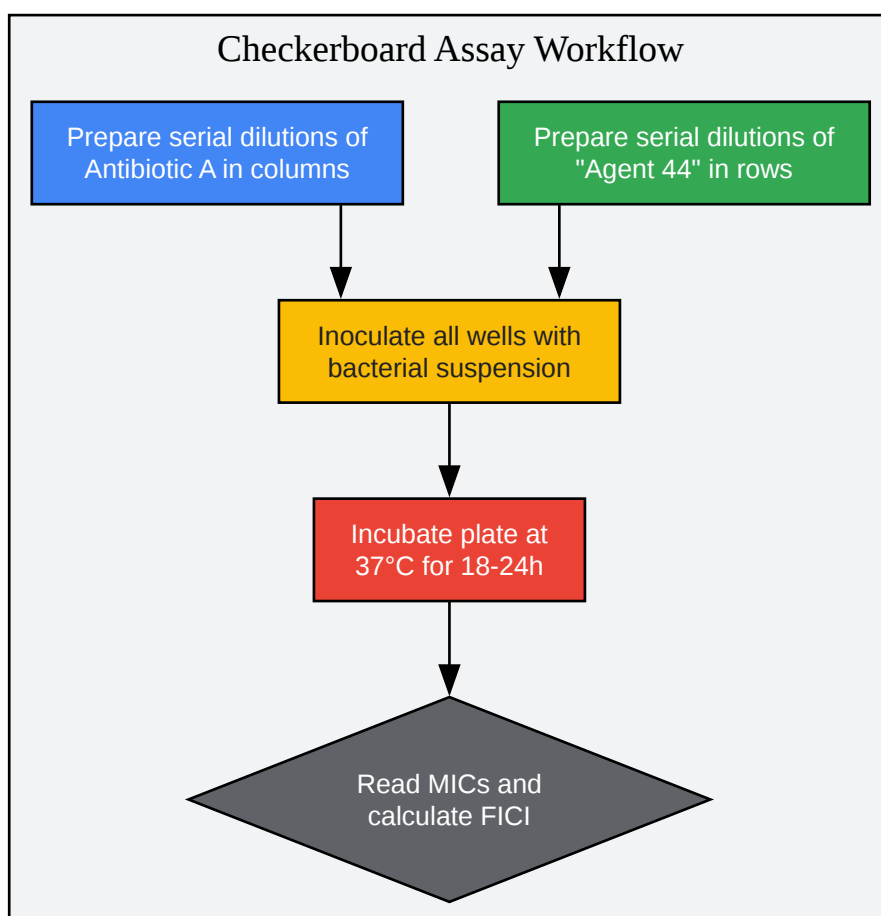 Checkerboard Assay Workflow
Prepare serial dilutions of
Antibiotic A in columns
Prepare serial dilutions of
"Agent 44" in rows
Inoculate all wells with
bacterial suspension
Incubate plate at
37°C for 18-24h
Read MICs and
calculate FICI